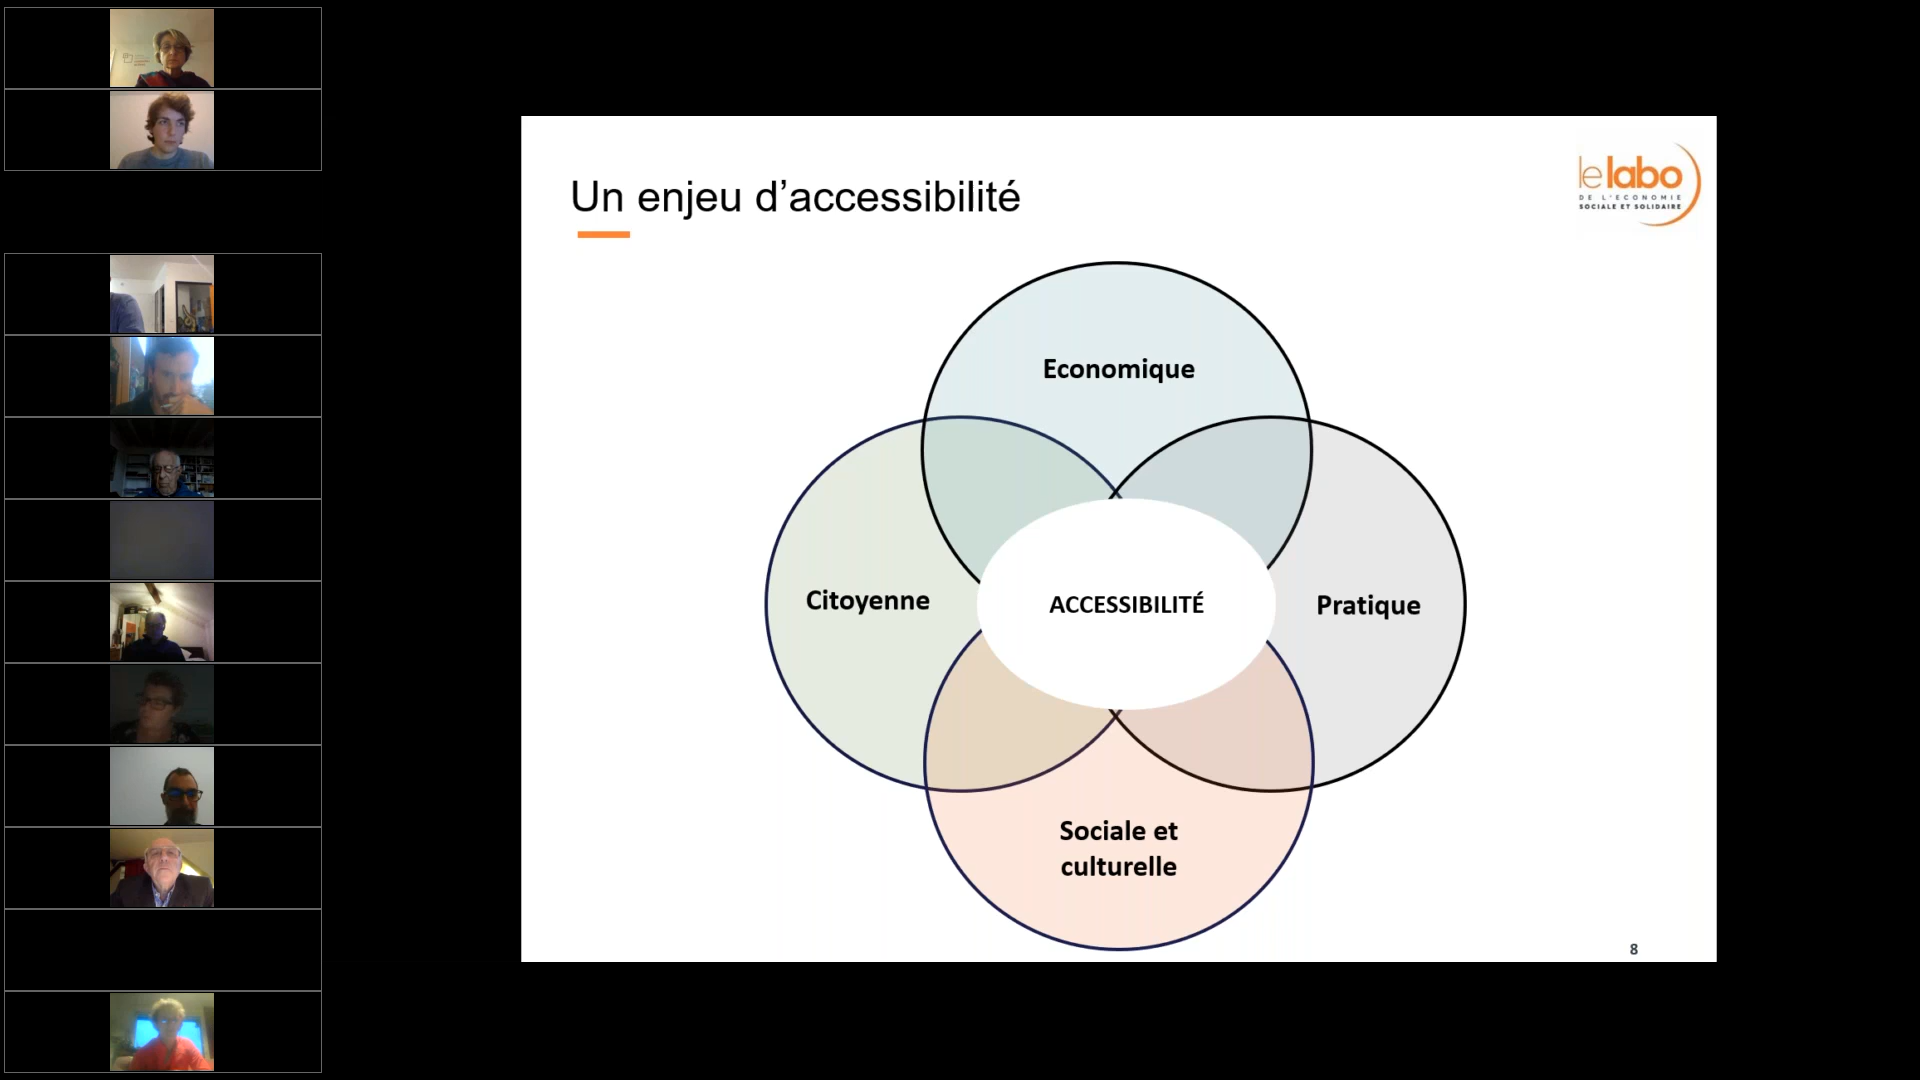 Un enjeu d’accessibilité
le labo
DE L'ECONOMIE
SOCIALE ET SOLIDAIRE
Economique
Citoyenne
ACCESSIBILITÉ
Pratique
Sociale et
culturelle
8